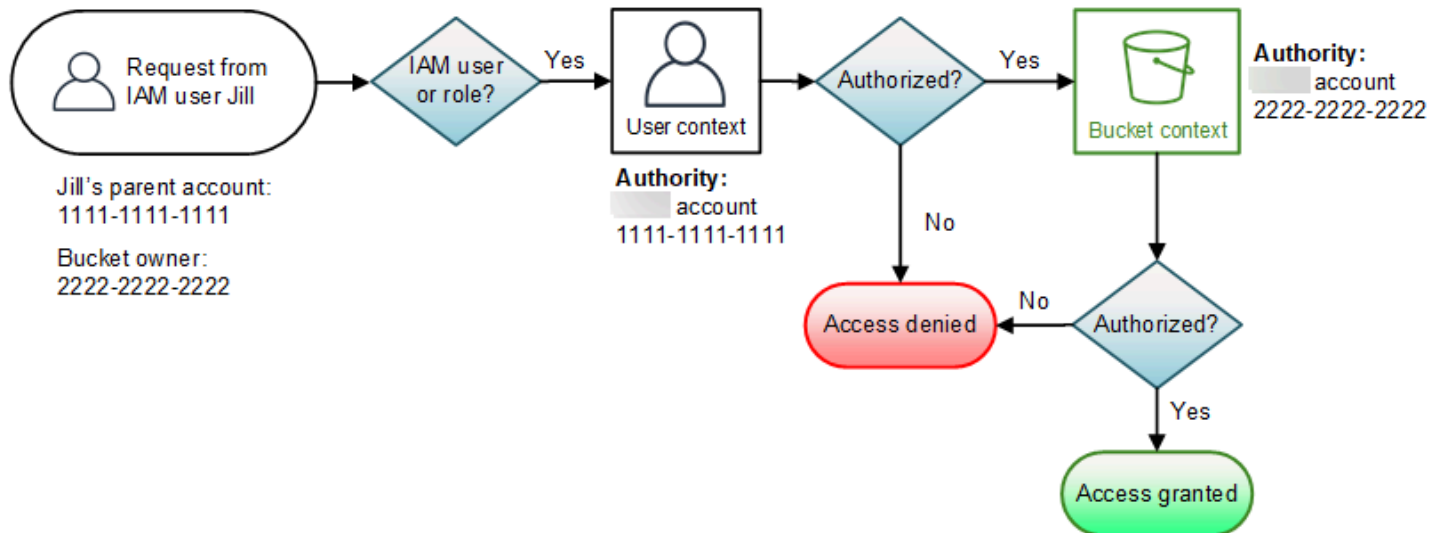 Request from
IAM user Jill
Jill's parent account:
1111-1111-1111
Bucket owner:
2222-2222-2222
IAM user
or role?
Yes
User context
Authority:
account
1111-1111-1111
Authorized?
Yes
No
Bucket context
Authority:
account
2222-2222-2222
Authorized?
No
Access denied
Yes
Access granted